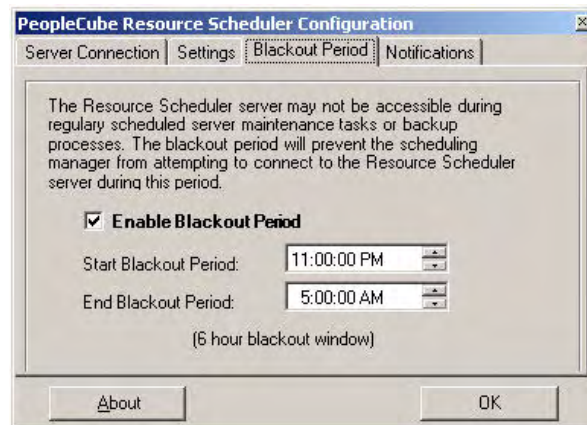 PeopleCube Resource Scheduler Configuration
Server Connection Settings Blackout Period Notifications
The Resource Scheduler server may not be accessible during
regulary scheduled server maintenance tasks or backup
processes. The blackout period will prevent the scheduling
manager from attempting to connect to the Resource Scheduler
server during this period.
Enable Blackout Period
Start Blackout Period: 11:00:00 PM
End Blackout Period: 5:00:00 AM
(6 hour blackout window)
About OK